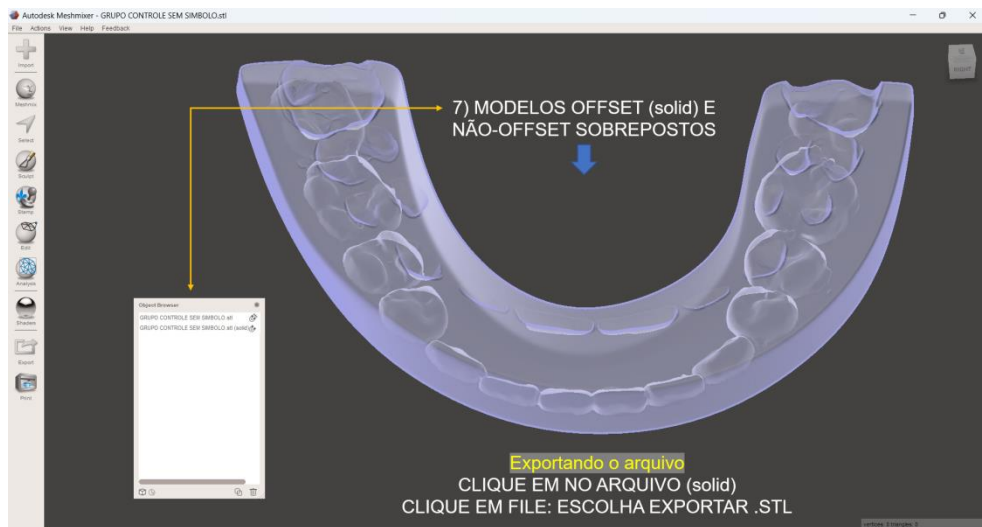 Autodesk Meshmixer - GRUPO CONTROLE SEM SIMBOLO.stl
File Actions View Help Feedback
Import
Select
Sculpt
Stamp
Edit
Analysis
Shaders
Export
Print
RIGHT
7) MODELOS OFFSET (solid) E
NÃO-OFFSET SOBREPOSTOS
Object Browser
GRUPO CONTROLE SEM SIMBOLO.stl
GRUPO CONTROLE SEM SIMBOLO.stl (solid)
Exportando o arquivo
CLIQUE EM NO ARQUIVO (solid)
CLIQUE EM FILE: ESCOLHA EXPORTAR .STL